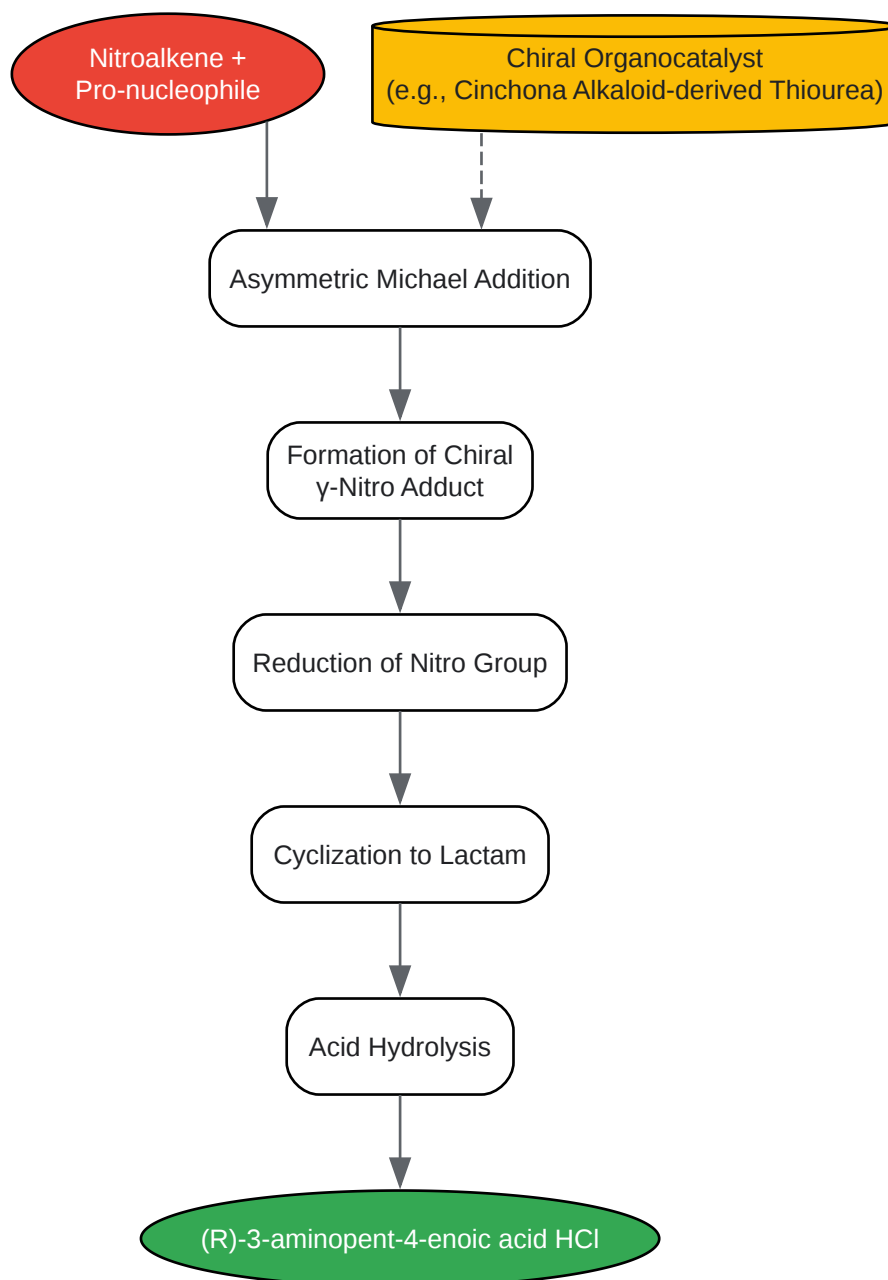 Nitroalkene +
Pro-nucleophile
Chiral Organocatalyst
(e.g., Cinchona Alkaloid-derived Thiourea)
Asymmetric Michael Addition
Formation of Chiral
γ-Nitro Adduct
Reduction of Nitro Group
Cyclization to Lactam
Acid Hydrolysis
(R)-3-aminopent-4-enoic acid HCl